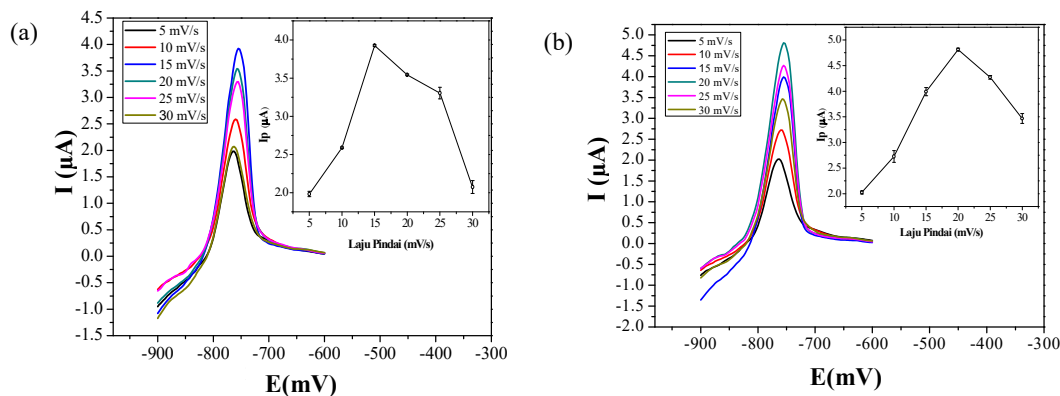 (a)
5 mV/s
10 mV/s
15 mV/s
20 mV/s
25 mV/s
30 mV/s
I (µA)
4.5
4.0
3.5
3.0
2.5
2.0
1.5
1.0
0.5
0.0
-0.5
-1.0
-1.5
-900 -800 -700 -600 -500 -400 -300
E(mV)
Ip (µA)
4.0
3.5
3.0
2.5
2.0
5 10 15 20 25 30
Laju Pindai (mV/s)
(b)
5 mV/s
10 mV/s
15 mV/s
20 mV/s
25 mV/s
30 mV/s
I (µA)
5.0
4.5
4.0
3.5
3.0
2.5
2.0
1.5
1.0
0.5
0.0
-0.5
-1.0
-1.5
-2.0
-900 -800 -700 -600 -500 -400 -300
E(mV)
Ip (µA)
5.0
4.5
4.0
3.5
3.0
2.5
2.0
5 10 15 20 25 30
Laju Pindai (mV/s)